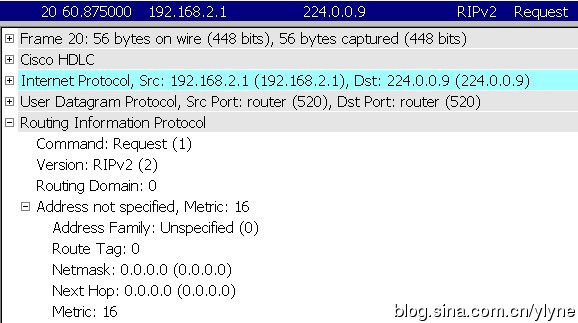 20 60.875000 192.168.2.1 224.0.0.9 RIPv2 Request
Frame 20: 56 bytes on wire (448 bits), 56 bytes captured (448 bits)
Cisco HDLC
Internet Protocol, Src: 192.168.2.1 (192.168.2.1), Dst: 224.0.0.9 (224.0.0.9)
User Datagram Protocol, Src Port: router (520), Dst Port: router (520)
Routing Information Protocol
Command: Request (1)
Version: RIPv2 (2)
Routing Domain: 0
Address not specified, Metric: 16
Address Family: Unspecified (0)
Route Tag: 0
Netmask: 0.0.0.0 (0.0.0.0)
Next Hop: 0.0.0.0 (0.0.0.0)
Metric: 16
blog.sina.com.cn/ylyne